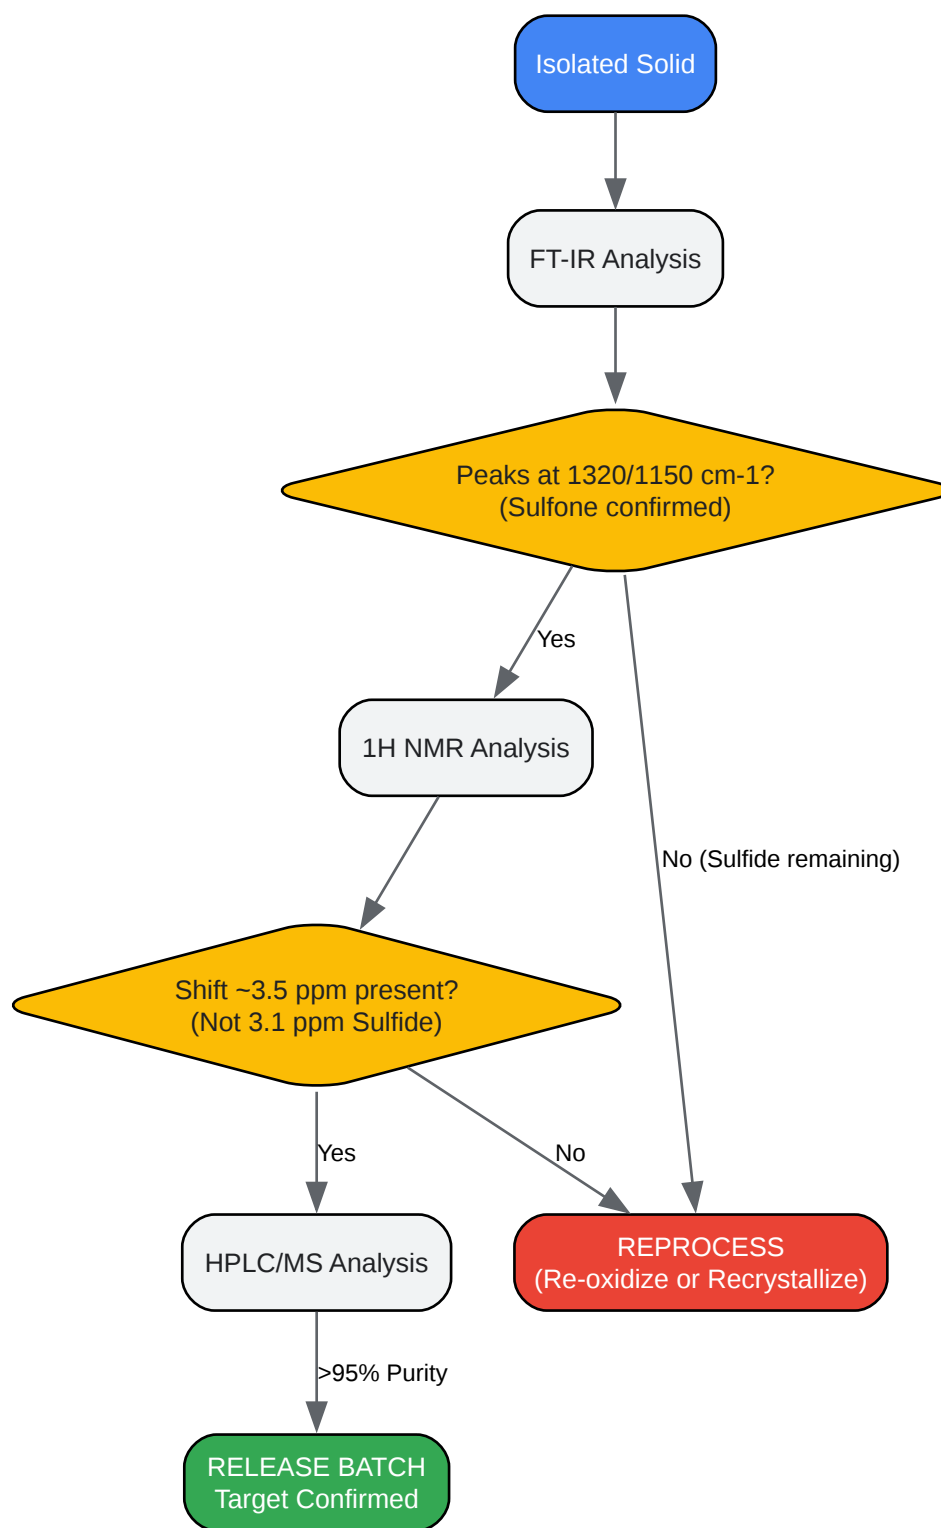 Isolated Solid
FT-IR Analysis
Peaks at 1320/1150 cm-1?
(Sulfone confirmed)
Yes
1H NMR Analysis
No (Sulfide remaining)
Shift ~3.5 ppm present?
(Not 3.1 ppm Sulfide)
Yes
No
HPLC/MS Analysis
REPROCESS
(Re-oxidize or Recrystallize)
>95% Purity
RELEASE BATCH
Target Confirmed